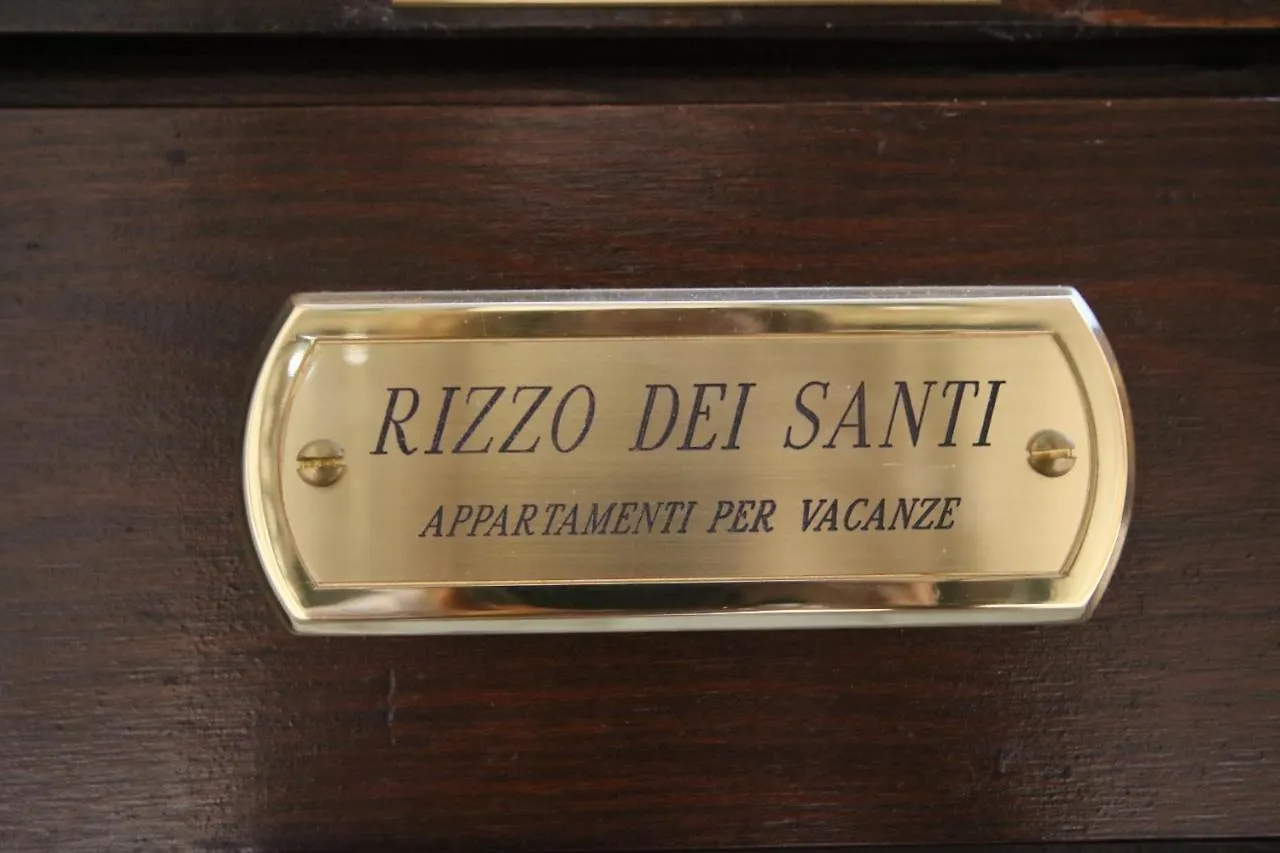 RIZZO DEI SANTI
APPARTAMENTI PER VACANZE